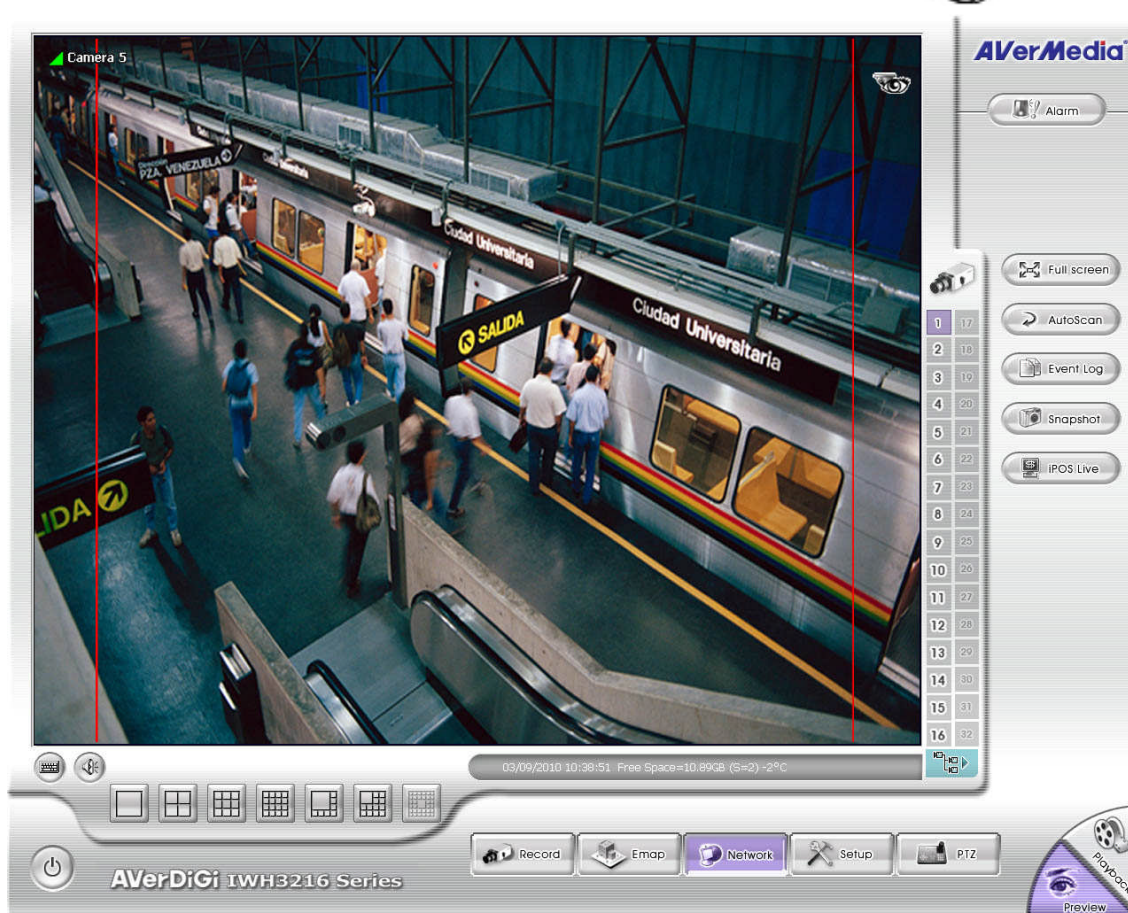 Camera 5
AVerMedia
Alarm
Dirección
PZA. VENEZUELA
Ciudad Universitaria
Ciudad Universitaria
SALIDA
Ciudad Universitaria
LIDA
Full screen
AutoScan
Event Log
Snapshot
iPOS Live
1 17
2 18
3 19
4 20
5 21
6 22
7 23
8 24
9 25
10 26
11 27
12 28
13 29
14 30
15 31
16 32
03/09/2010 10:38:51 Free Space=10.89GB (S=2) -2°C
Record
Emap
Network
Setup
PTZ
AVerDiGi IWH3216 Series
Playback
Preview